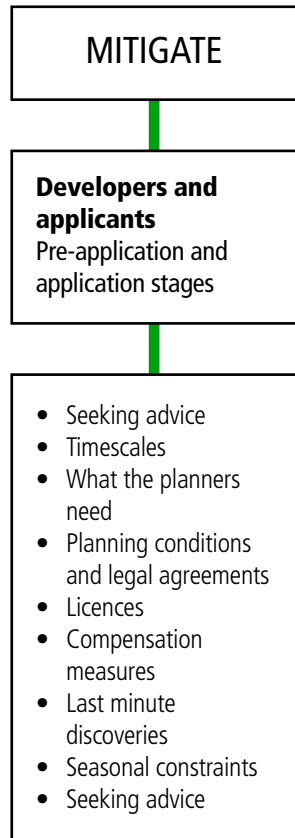 MITIGATE
Developers and
applicants
Pre-application and
application stages
• Seeking advice
• Timescales
• What the planners
need
• Planning conditions
and legal agreements
• Licences
• Compensation
measures
• Last minute
discoveries
• Seasonal constraints
• Seeking advice